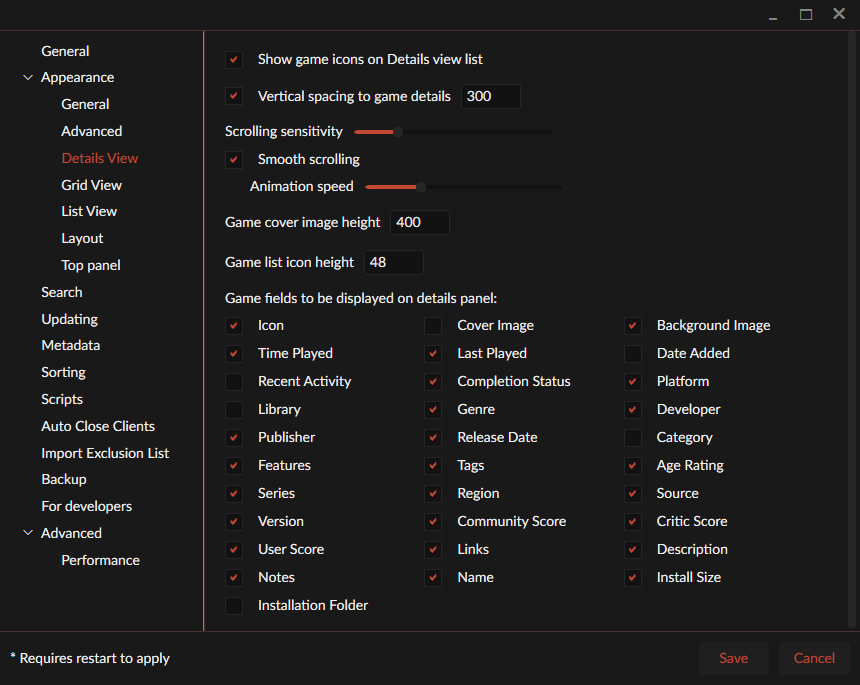 General
Appearance
General
Advanced
Details View
Grid View
List View
Layout
Top panel
Search
Updating
Metadata
Sorting
Scripts
Auto Close Clients
Import Exclusion List
Backup
For developers
Advanced
Performance
Show game icons on Details view list
Vertical spacing to game details 300
Scrolling sensitivity
Smooth scrolling
Animation speed
Game cover image height 400
Game list icon height 48
Game fields to be displayed on details panel:
Icon Cover Image Background Image
Time Played Last Played Date Added
Recent Activity Completion Status Platform
Library Genre Developer
Publisher Release Date Category
Features Tags Age Rating
Series Region Source
Version Community Score Critic Score
User Score Links Description
Notes Name Install Size
Installation Folder
* Requires restart to apply Save Cancel